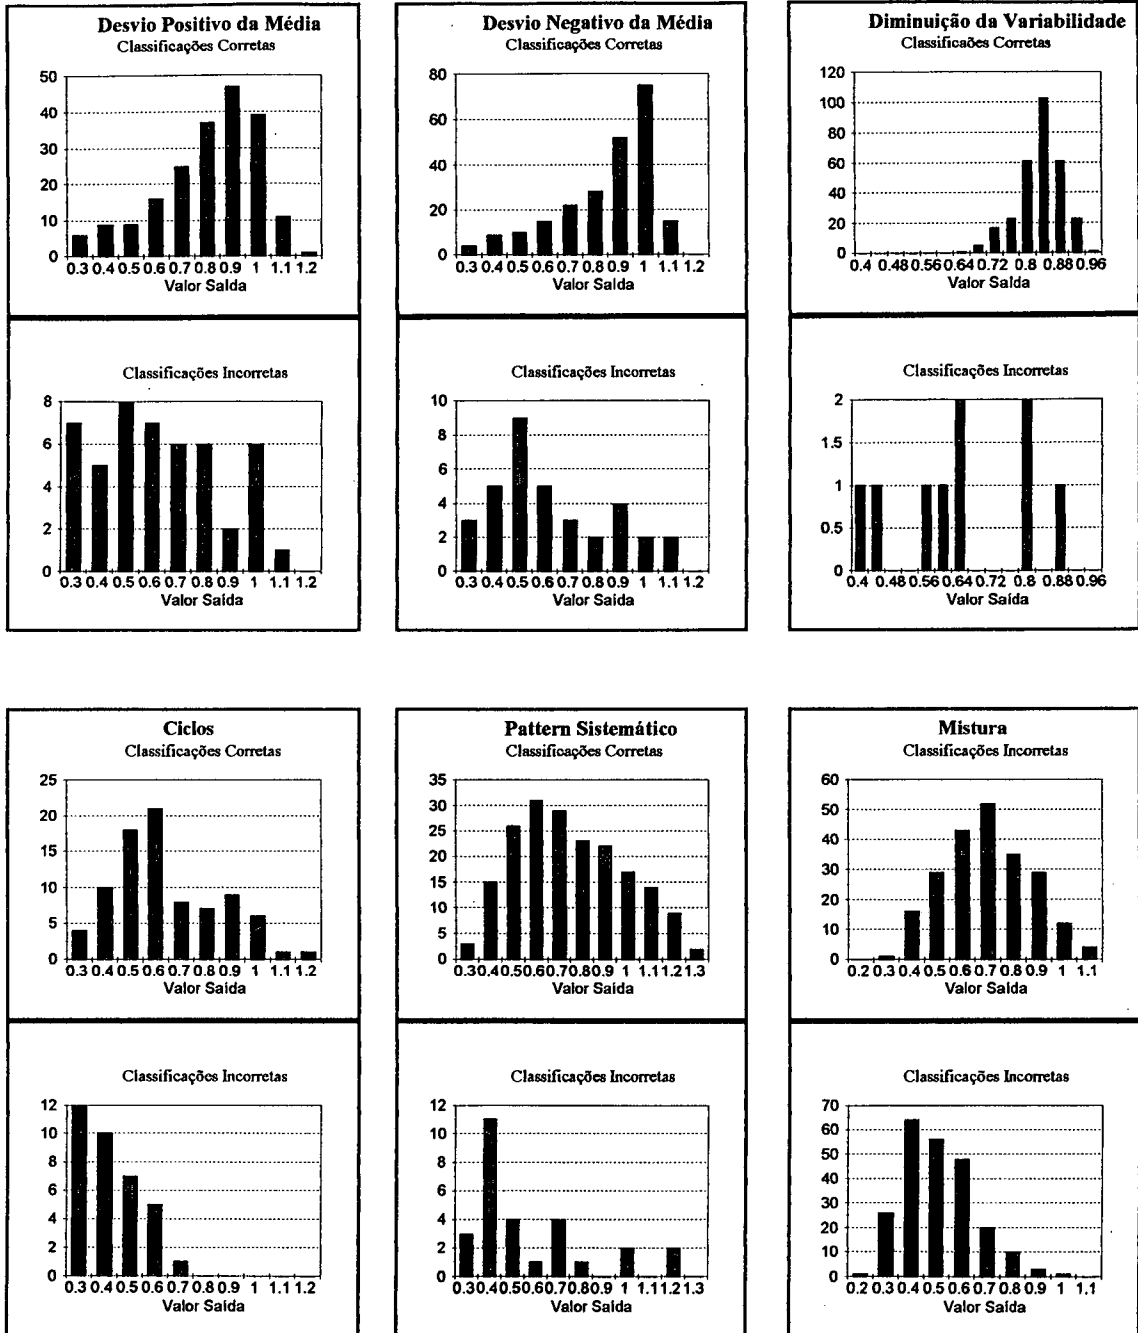 Desvio Positivo da Média
Classificações Corretas
50
40
30
20
10
0
0.3 0.4 0.5 0.6 0.7 0.8 0.9 1 1.1 1.2
Valor Saída
Classificações Incorretas
8
6
4
2
0
0.3 0.4 0.5 0.6 0.7 0.8 0.9 1 1.1 1.2
Valor Saída
Desvio Negativo da Média
Classificações Corretas
80
60
40
20
0
0.3 0.4 0.5 0.6 0.7 0.8 0.9 1 1.1 1.2
Valor Saída
Classificações Incorretas
10
8
6
4
2
0
0.3 0.4 0.5 0.6 0.7 0.8 0.9 1 1.1 1.2
Valor Saída
Diminuição da Variabilidade
Classificaões Corretas
120
100
80
60
40
20
0
0.4 0.48 0.56 0.64 0.72 0.8 0.88 0.96
Valor Saída
Classificações Incorretas
2
1.5
1
0.5
0
0.4 0.48 0.56 0.64 0.72 0.8 0.88 0.96
Valor Saída
Ciclos
Classificações Corretas
25
20
15
10
5
0
0.3 0.4 0.5 0.6 0.7 0.8 0.9 1 1.1 1.2
Valor Saída
Classificações Incorretas
12
10
8
6
4
2
0
0.3 0.4 0.5 0.6 0.7 0.8 0.9 1 1.1 1.2
Valor Saída
Pattern Sistemático
Classificações Corretas
35
30
25
20
15
10
5
0
0.3 0.4 0.5 0.6 0.7 0.8 0.9 1 1.1 1.2 1.3
Valor Saída
Classificações Incorretas
12
10
8
6
4
2
0
0.3 0.4 0.5 0.6 0.7 0.8 0.9 1 1.1 1.2 1.3
Valor Saída
Mistura
Classificações Incorretas
60
50
40
30
20
10
0
0.2 0.3 0.4 0.5 0.6 0.7 0.8 0.9 1 1.1
Valor Saída
Classificações Incorretas
70
60
50
40
30
20
10
0
0.2 0.3 0.4 0.5 0.6 0.7 0.8 0.9 1 1.1
Valor Saída